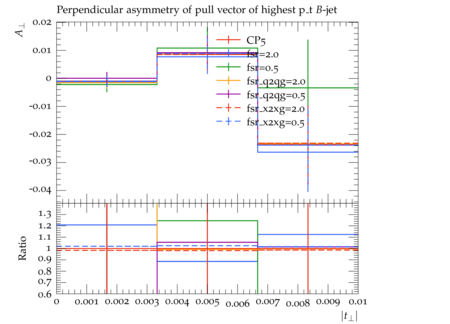 Perpendicular asymmetry of pull vector of highest p_t B-jet
A⊥
0.02
0.01
0
−0.01
−0.02
−0.03
−0.04
CP5
fsr=2.0
fsr=0.5
fsr_q2qg=2.0
fsr_q2qg=0.5
fsr_x2xg=2.0
fsr_x2xg=0.5
Ratio
1.3
1.2
1.1
1
0.9
0.8
0.7
0.6
0 0.001 0.002 0.003 0.004 0.005 0.006 0.007 0.008 0.009 0.01
|t⊥|